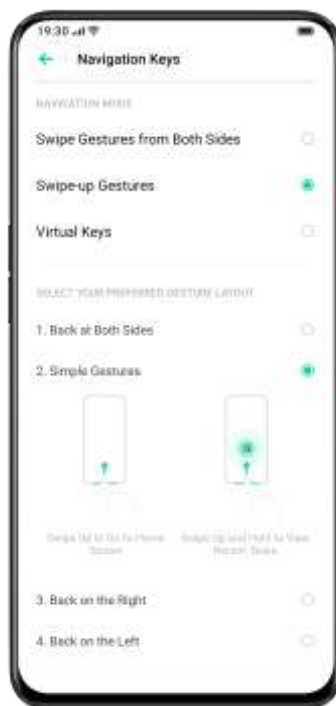 19:30
Navigation Keys
NAVIGATION MODE
Swipe Gestures from Both Sides
Swipe-up Gestures
Virtual Keys
SELECT YOUR PREFERRED GESTURE LAYOUT
1. Back at Both Sides
2. Simple Gestures
Swipe Up to Go to Home Swipe Up and Hold to View
Screen Recent Tasks
3. Back on the Right
4. Back on the Left